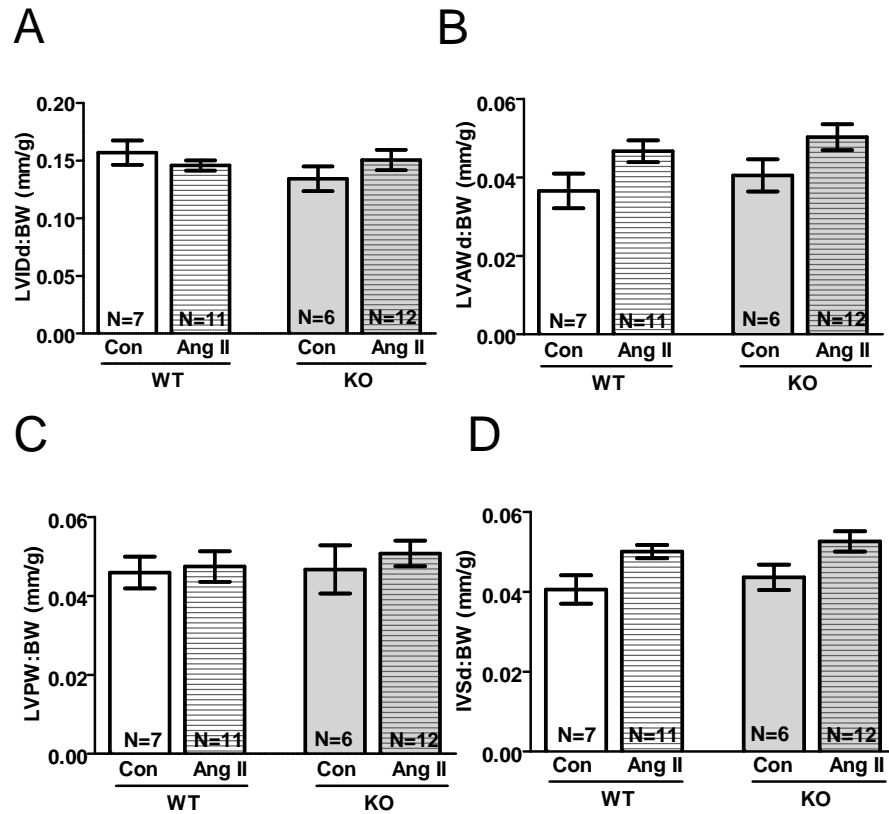 A
LVIDd:BW (mm/g)
0.20
0.15
0.10
0.05
0.00
N=7 N=11 N=6 N=12
Con Ang II Con Ang II
WT KO
B
LVAWd:BW (mm/g)
0.06
0.04
0.02
0.00
N=7 N=11 N=6 N=12
Con Ang II Con Ang II
WT KO
C
LVPW:BW (mm/g)
0.06
0.04
0.02
0.00
N=7 N=11 N=6 N=12
Con Ang II Con Ang II
WT KO
D
IVSd:BW (mm/g)
0.06
0.04
0.02
0.00
N=7 N=11 N=6 N=12
Con Ang II Con Ang II
WT KO